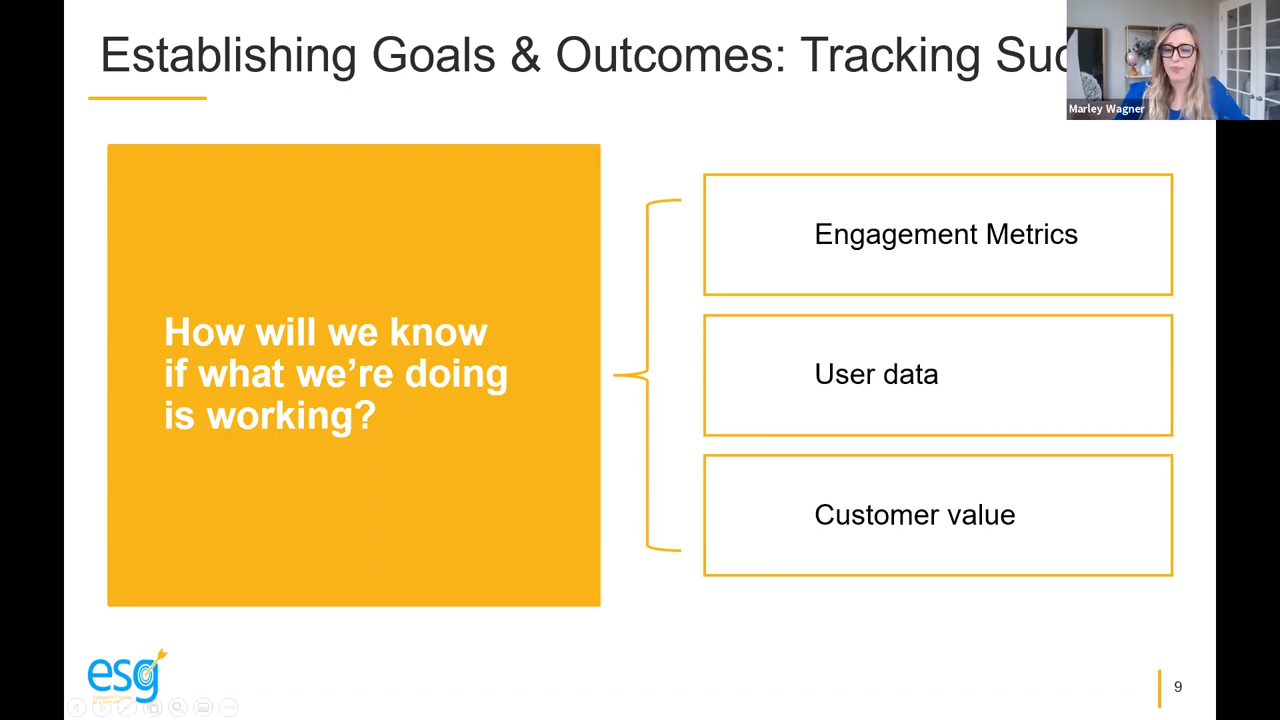 Establishing Goals & Outcomes: Tracking Suc
Marley Wagner
How will we know
if what we’re doing
is working?
Engagement Metrics
User data
Customer value
esg
9